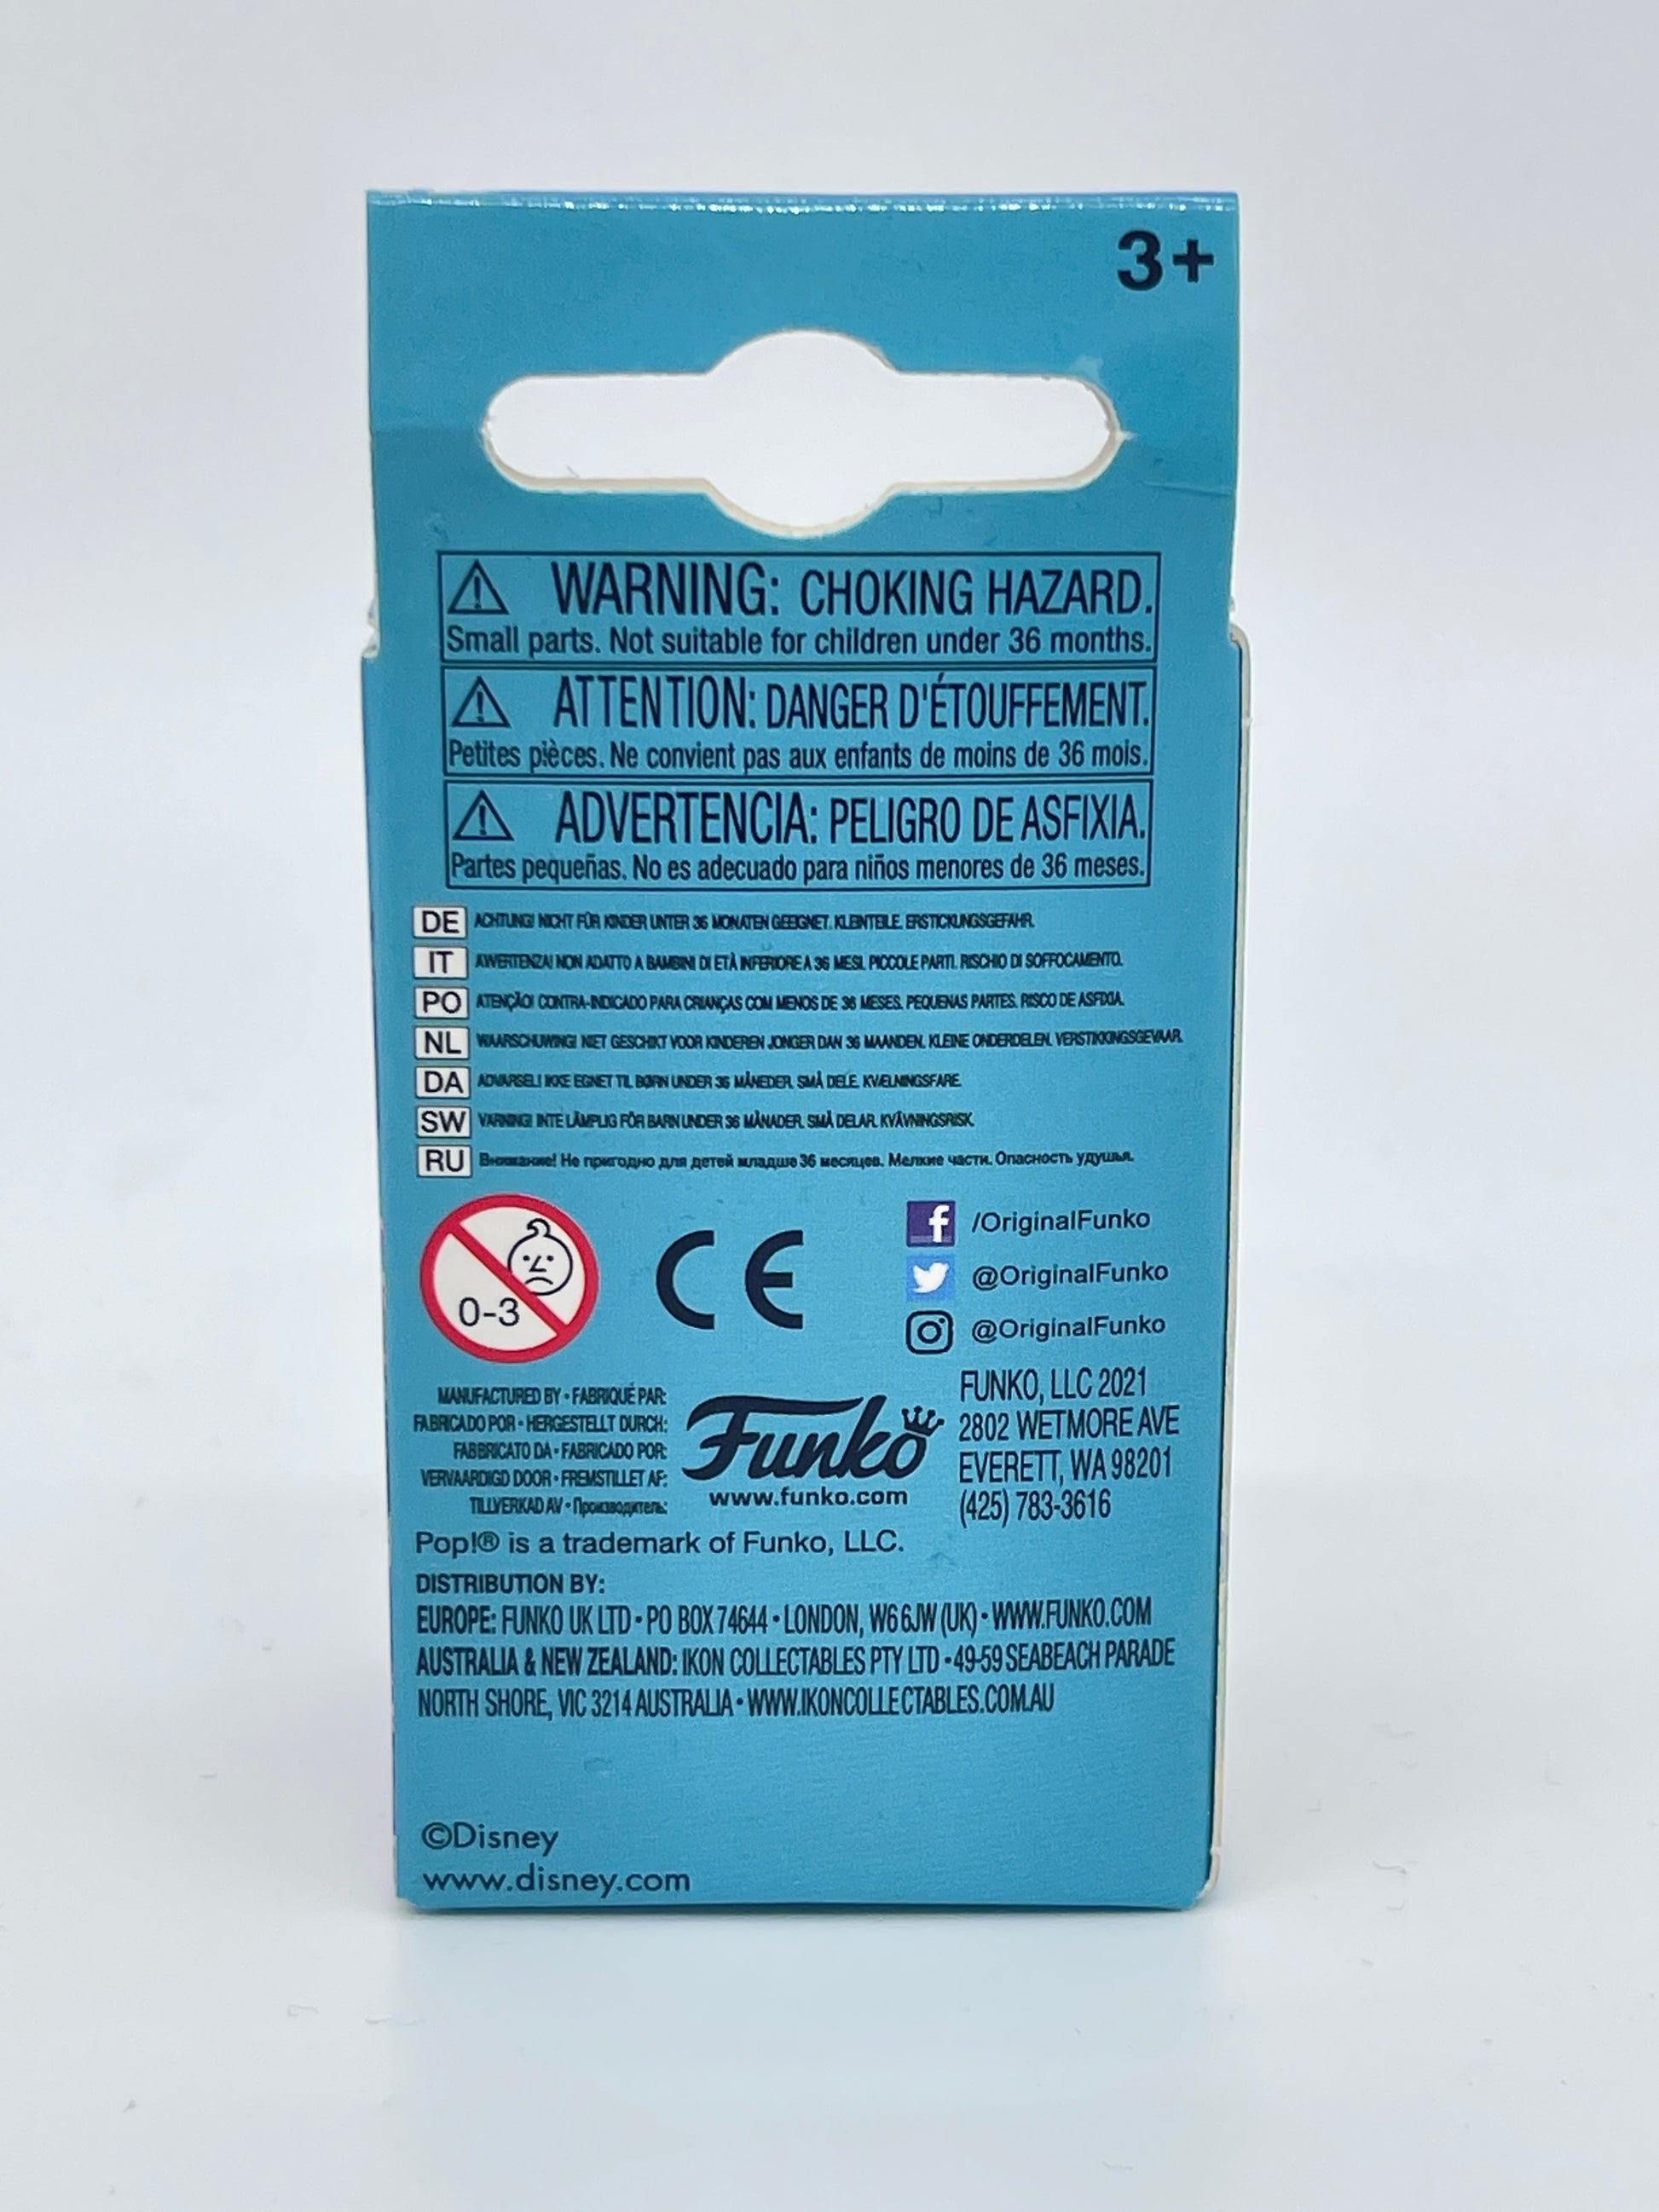 3+
WARNING: CHOKING HAZARD.
Small parts. Not suitable for children under 36 months.
ATTENTION: DANGER D'ÉTOUFFEMENT.
Petites pièces. Ne convient pas aux enfants de moins de 36 mois.
ADVERTENCIA: PELIGRO DE ASFIXIA.
Partes pequeñas. No es adecuado para niños menores de 36 meses.
DE ACHTUNG! NICHT FÜR KINDER UNTER 36 MONATEN GEEIGNET. KLEINTEILE. ERSTICKUNGSGEFAHR.
IT AVVERTENZA! NON ADATTO A BAMBINI DI ETÀ INFERIORE A 36 MESI. PICCOLE PARTI. RISCHIO DI SOFFOCAMENTO.
PO ATENÇÃO! CONTRA-INDICADO PARA CRIANÇAS COM MENOS DE 36 MESES. PEQUENAS PARTES. RISCO DE ASFIXIA.
NL WAARSCHUWING! NIET GESCHIKT VOOR KINDEREN JONGER DAN 36 MAANDEN. KLEINE ONDERDELEN. VERSTIKKINGSGEVAAR.
DA ADVARSEL! IKKE EGNET TIL BØRN UNDER 36 MÅNEDER. SMÅ DELE. KVÆLNINGSFARE.
SW VARNING! INTE LÄMPLIG FÖR BARN UNDER 36 MÅNADER. SMÅ DELAR. KVÄVNINGSRISK.
RU Внимание! Не пригодно для детей младше 36 месяцев. Мелкие части. Опасность удушья.
0-3
CE
/OriginalFunko
@OriginalFunko
@OriginalFunko
MANUFACTURED BY • FABRIQUÉ PAR:
FABRICADO POR • HERGESTELLT DURCH:
FABBRICATO DA • FABRICADO POR:
VERVAARDIGD DOOR • FREMSTILLET AF:
TILLVERKAD AV • Производитель:
Funko
www.funko.com
FUNKO, LLC 2021
2802 WETMORE AVE
EVERETT, WA 98201
(425) 783-3616
Pop!® is a trademark of Funko, LLC.
DISTRIBUTION BY:
EUROPE: FUNKO UK LTD • PO BOX 74644 • LONDON, W6 6JW (UK) • WWW.FUNKO.COM
AUSTRALIA & NEW ZEALAND: IKON COLLECTABLES PTY LTD • 49-59 SEABEACH PARADE
NORTH SHORE, VIC 3214 AUSTRALIA • WWW.IKONCOLLECTABLES.COM.AU
©Disney
www.disney.com